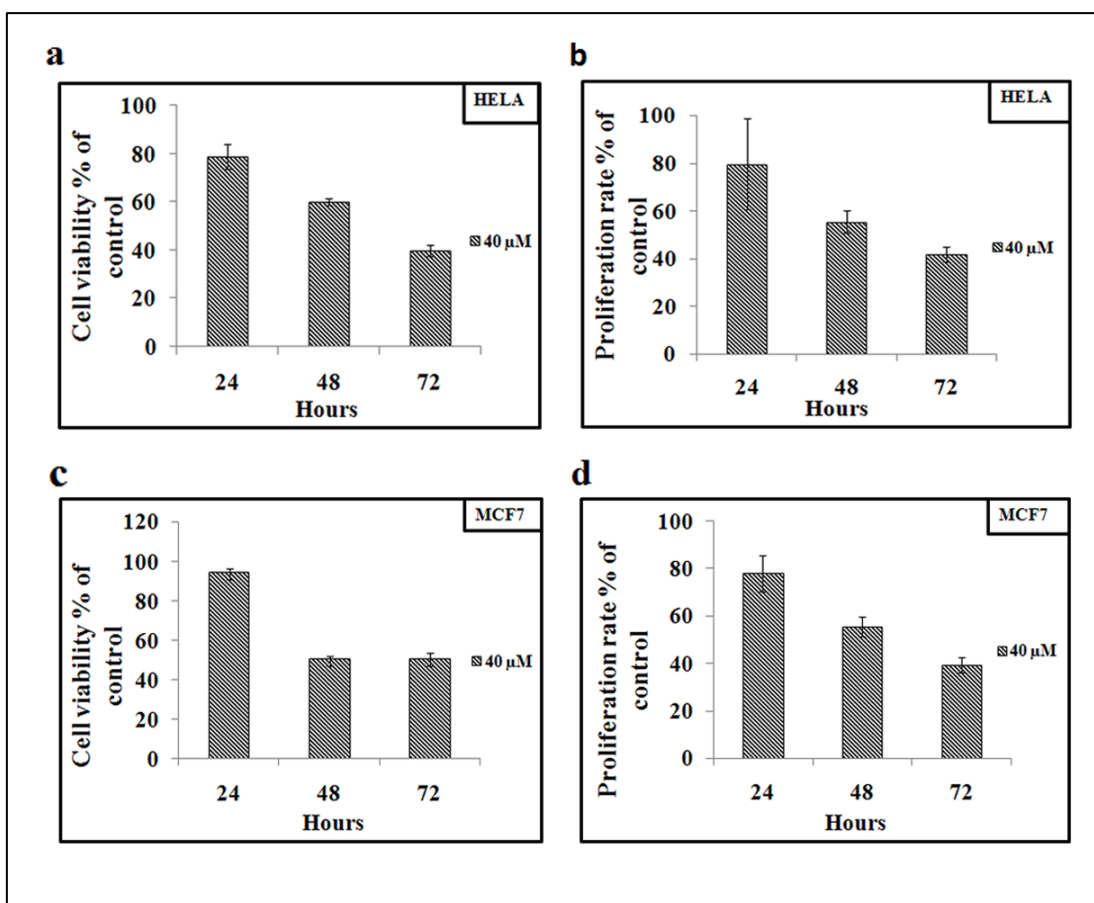 a
HELA
Cell viability % of
control
100
80
60
40
20
0
24 48 72
Hours
40 µM
b
HELA
Proliferation rate % of
control
100
80
60
40
20
0
24 48 72
Hours
40 µM
c
MCF7
Cell viability % of
control
120
100
80
60
40
20
0
24 48 72
Hours
40 µM
d
MCF7
Proliferation rate % of
control
100
80
60
40
20
0
24 48 72
Hours
40 µM